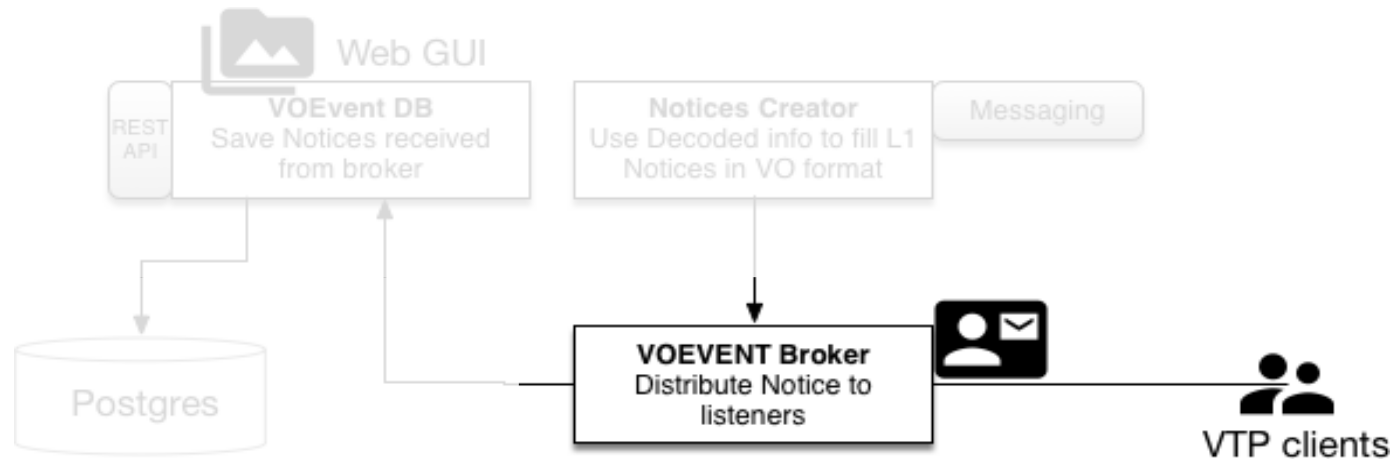 Web GUI
REST
API
VOEvent DB
Save Notices received
from broker
Notices Creator
Use Decoded info to fill L1
Notices in VO format
Messaging
Postgres
VOEVENT Broker
Distribute Notice to
listeners
VTP clients